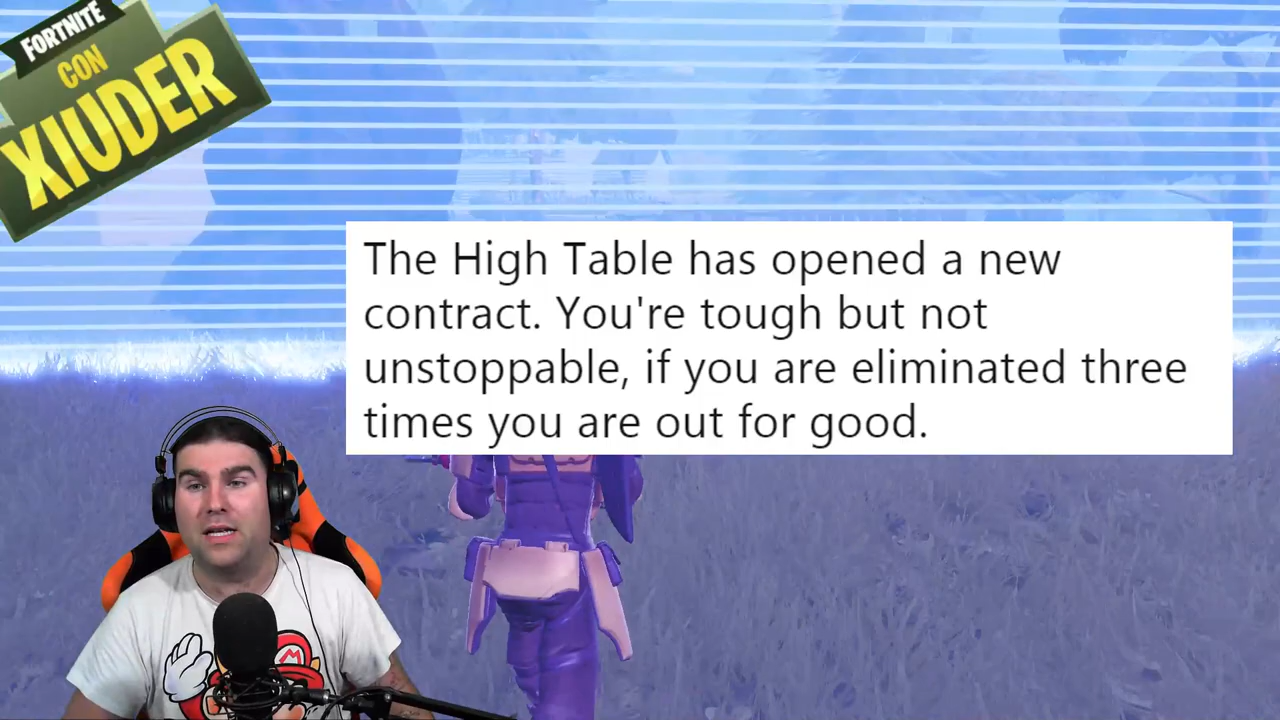 FORTNITE
CON
XIUDER
The High Table has opened a new
contract. You're tough but not
unstoppable, if you are eliminated three
times you are out for good.
M